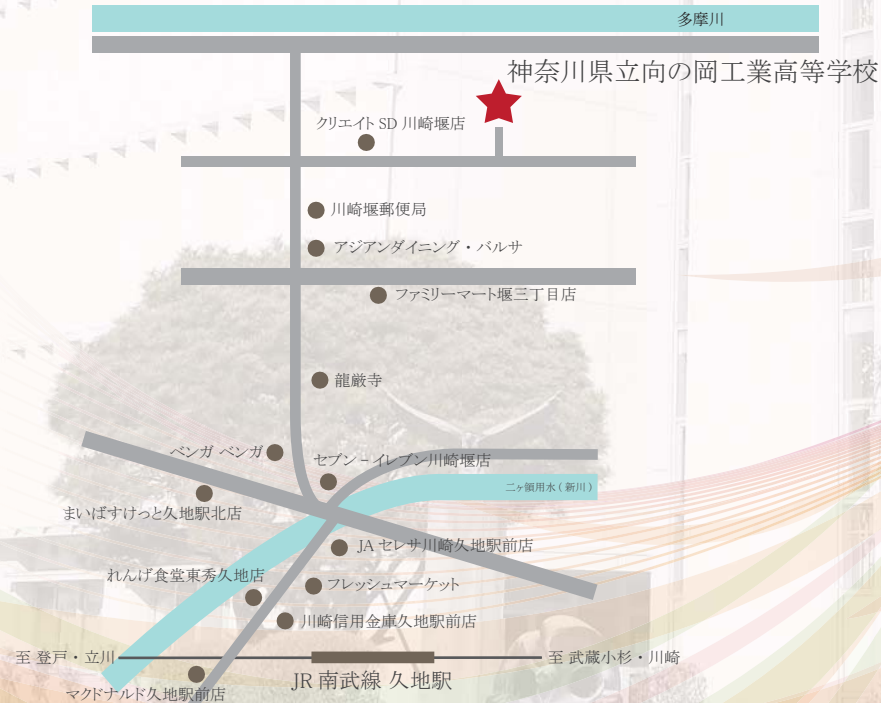 多摩川
神奈川県立向の岡工業高等学校
クリエイト SD 川崎堰店
川崎堰郵便局
アジアンダイニング・バルサ
ファミリーマート堰三丁目店
龍厳寺
ベンガ ベンガ
セブン－イレブン川崎堰店
二ヶ領用水 ( 新川 )
まいばすけっと久地駅北店
JA セレサ川崎久地駅前店
れんげ食堂東秀久地店
フレッシュマーケット
川崎信用金庫久地駅前店
至 登戸・立川
至 武蔵小杉・川崎
JR 南武線 久地駅
マクドナルド久地駅前店